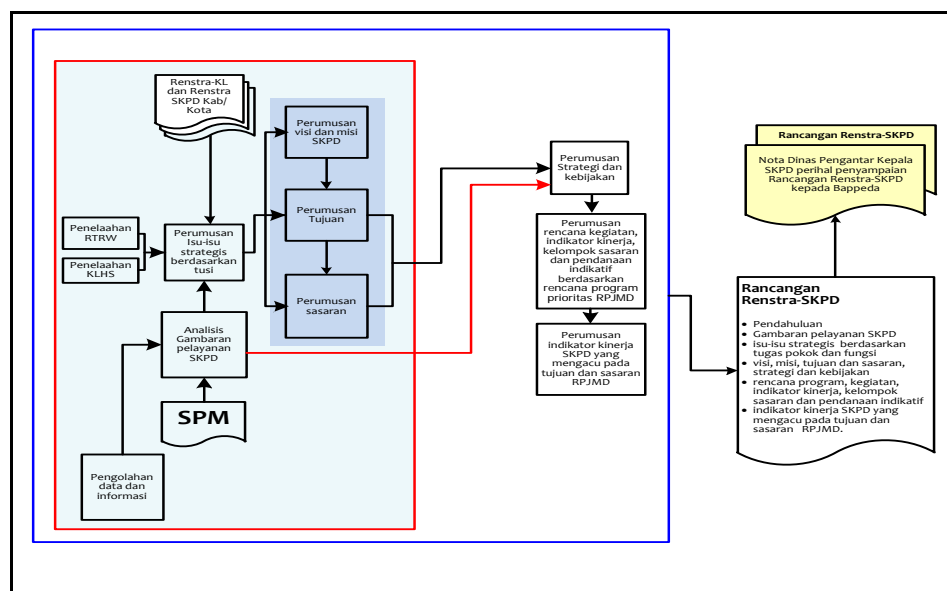 Renstra-KL
dan Renstra
SKPD Kab/
Kota
Perumusan
visi dan misi
SKPD
Perumusan
Tujuan
Perumusan
sasaran
Penelaahan
RTRW
Penelaahan
KLHS
Perumusan
Isu-isu
strategis
berdasarkan
tusi
Analisis
Gambaran
pelayanan
SKPD
SPM
Pengolahan
data dan
informasi
Perumusan
Strategi dan
kebijakan
Perumusan
rencana kegiatan,
indikator kinerja,
kelompok sasaran
dan pendanaan
indikatif
berdasarkan
rencana program
prioritas RPJMD
Perumusan
indikator kinerja
SKPD yang
mengacu pada
tujuan dan sasaran
RPJMD
Rancangan Renstra-SKPD
Nota Dinas Pengantar Kepala
SKPD perihal penyampaian
Rancangan Renstra-SKPD
kepada Bappeda
Rancangan
Renstra-SKPD
• Pendahuluan
• Gambaran pelayanan SKPD
• isu-isu strategis berdasarkan
tugas pokok dan fungsi
• visi, misi, tujuan dan sasaran,
strategi dan kebijakan
• rencana program, kegiatan,
indikator kinerja, kelompok
sasaran dan pendanaan indikatif
• indikator kinerja SKPD yang
mengacu pada tujuan dan
sasaran RPJMD.